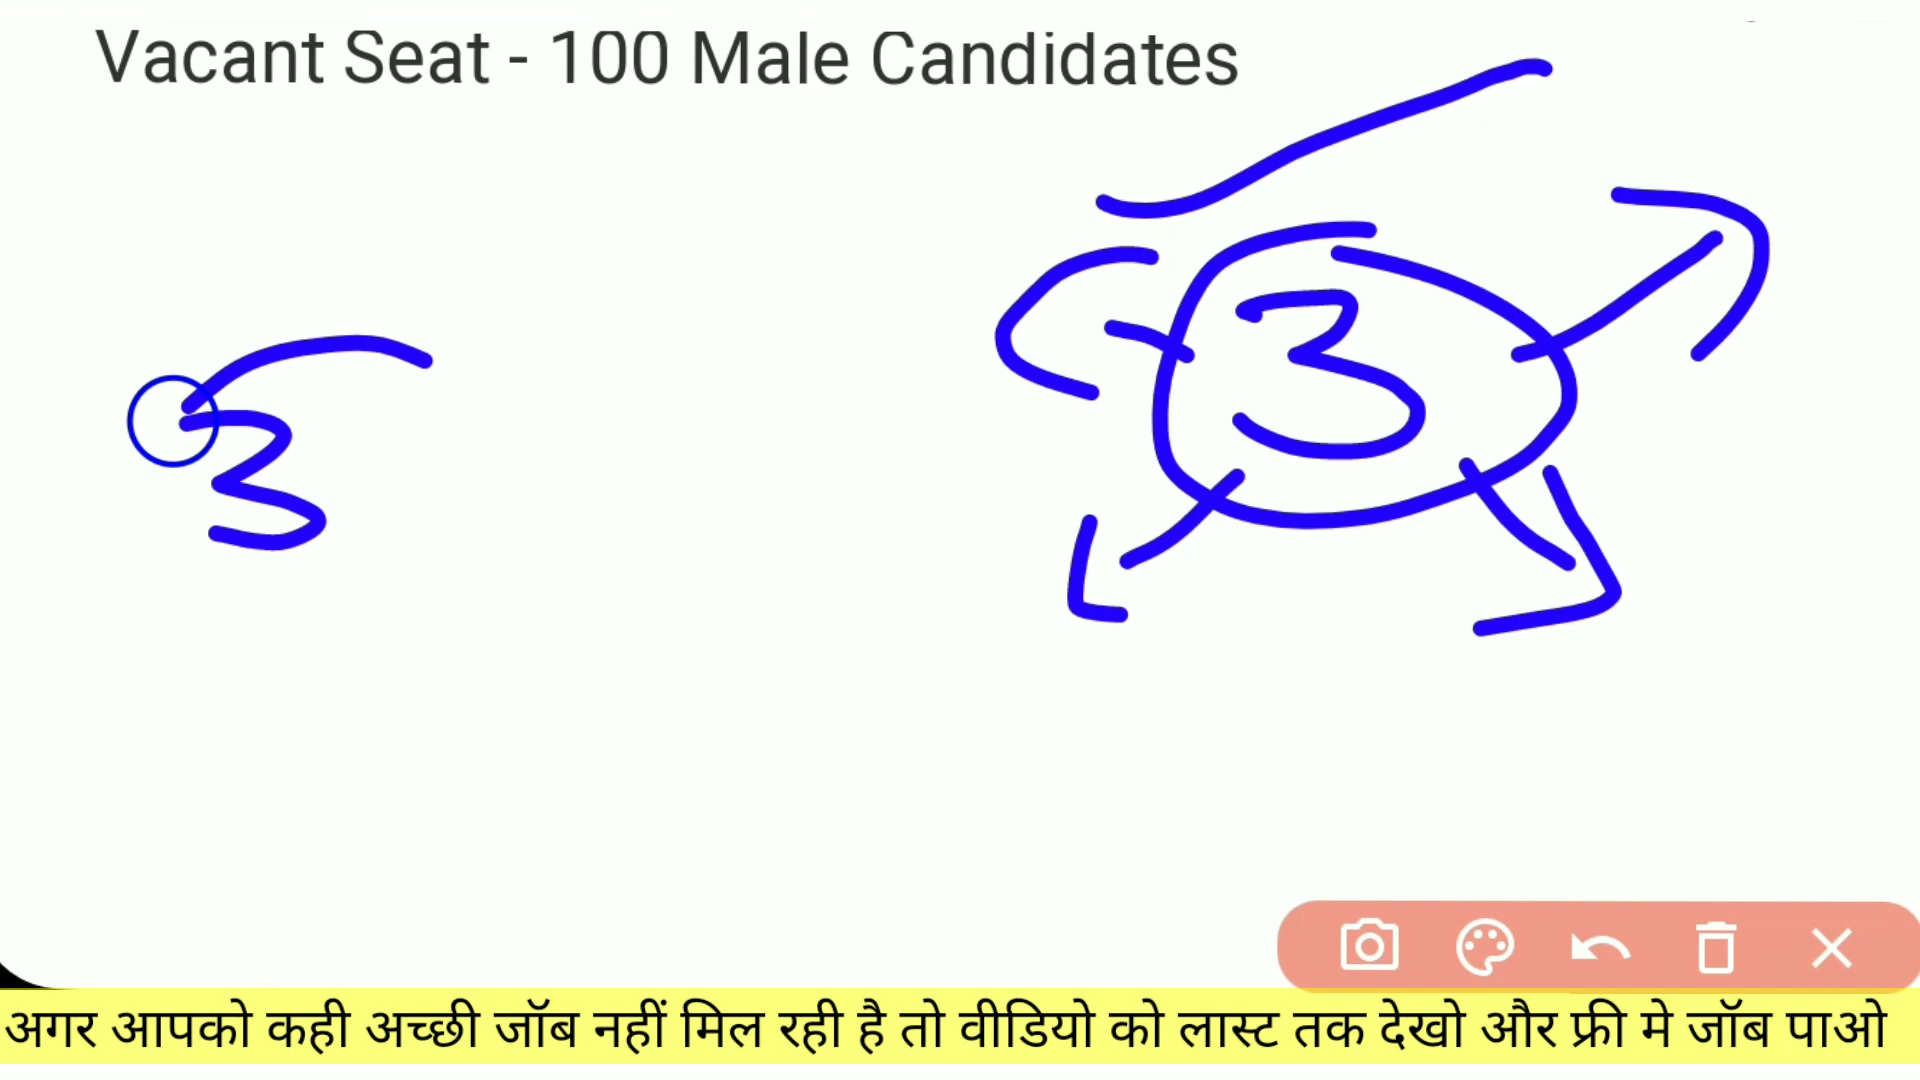 Vacant Seat - 100 Male Candidates
3
3
अगर आपको कही अच्छी जॉब नहीं मिल रही है तो वीडियो को लास्ट तक देखो और फ्री मे जॉब पाओ